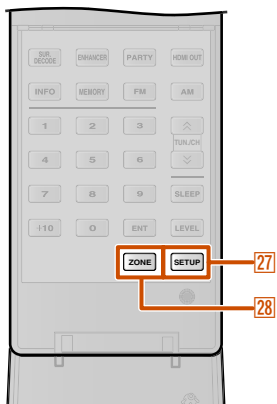 SUR. DECODE ENHANCER PARTY HDMI OUT
INFO MEMORY FM AM
1 2 3
TUN./CH
4 5 6
7 8 9 SLEEP
+10 0 ENT LEVEL
ZONE SETUP 27
28